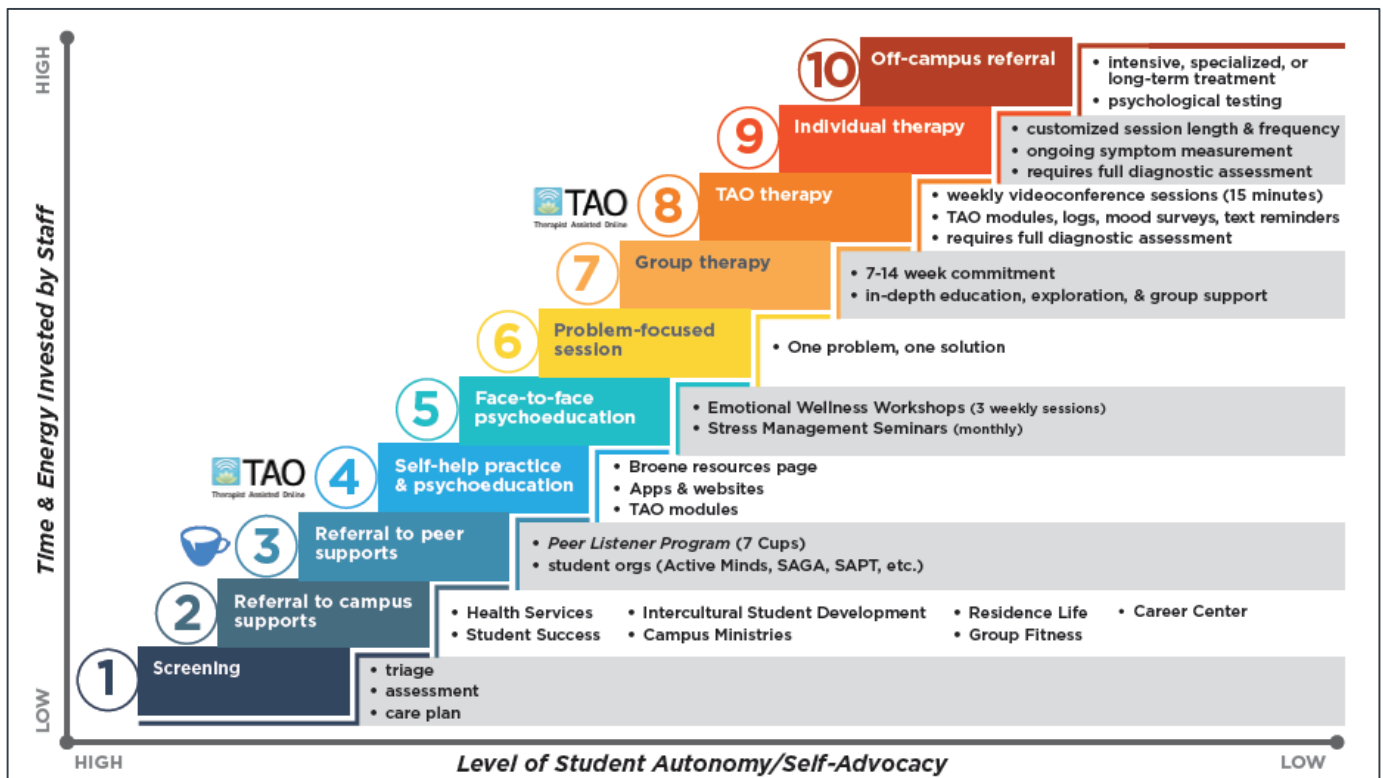 HIGH
Time & Energy Invested by Staff
LOW
10
Off-campus referral
• intensive, specialized, or
long-term treatment
• psychological testing
9
Individual therapy
• customized session length & frequency
• ongoing symptom measurement
• requires full diagnostic assessment
TAO
Therapist Assisted Online
8
TAO therapy
• weekly videoconference sessions (15 minutes)
• TAO modules, logs, mood surveys, text reminders
• requires full diagnostic assessment
7
Group therapy
• 7-14 week commitment
• in-depth education, exploration, & group support
6
Problem-focused
session
• One problem, one solution
5
Face-to-face
psychoeducation
• Emotional Wellness Workshops (3 weekly sessions)
• Stress Management Seminars (monthly)
TAO
Therapist Assisted Online
4
Self-help practice
& psychoeducation
• Broene resources page
• Apps & websites
• TAO modules
3
Referral to peer
supports
• Peer Listener Program (7 Cups)
• student orgs (Active Minds, SAGA, SAPT, etc.)
2
Referral to campus
supports
• Health Services • Intercultural Student Development • Residence Life • Career Center
• Student Success • Campus Ministries • Group Fitness
1
Screening
• triage
• assessment
• care plan
HIGH
Level of Student Autonomy/Self-Advocacy
LOW